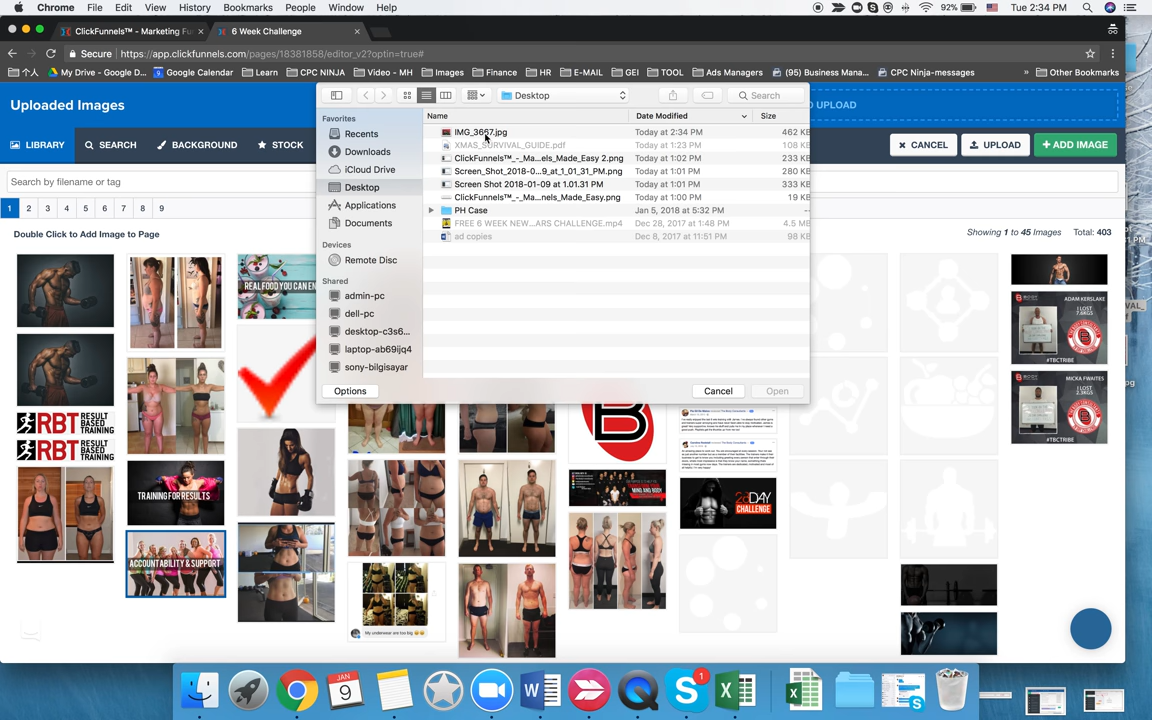 Chrome File Edit View History Bookmarks People Window Help 92% Tue 2:34 PM
ClickFunnels™ - Marketing Fu × 6 Week Challenge ×
Secure https://app.clickfunnels.com/pages/18381858/editor_v2?optin=true#
个人 My Drive - Google D... Google Calendar Learn CPC NINJA Video - MH Images Finance HR E-MAIL GEI TOOL Ads Managers (95) Business Mana... CPC Ninja-messages » Other Bookmarks
Uploaded Images
UPLOAD
LIBRARY SEARCH BACKGROUND STOCK
× CANCEL UPLOAD + ADD IMAGE
Search by filename or tag
1 2 3 4 5 6 7 8 9
Double Click to Add Image to Page
Showing 1 to 45 Images Total: 403
Desktop
Search
Favorites
Recents
Downloads
iCloud Drive
Desktop
Applications
Documents
Devices
Remote Disc
Shared
admin-pc
dell-pc
desktop-c3s6...
laptop-ab69ijq4
sony-bilgisayar
Name Date Modified Size
IMG_3667.jpg Today at 2:34 PM 462 KB
XMAS_SURVIVAL_GUIDE.pdf Today at 1:23 PM 108 KB
ClickFunnels™_-_Ma...els_Made_Easy 2.png Today at 1:02 PM 233 KB
Screen_Shot_2018-0...9_at_1_01_31_PM.png Today at 1:01 PM 280 KB
Screen Shot 2018-01-09 at 1.01.31 PM Today at 1:01 PM 333 KB
ClickFunnels™_-_Ma...els_Made_Easy.png Today at 1:00 PM 19 KB
PH Case Jan 5, 2018 at 5:32 PM --
FREE 6 WEEK NEW...ARS CHALLENGE.mp4 Dec 28, 2017 at 1:48 PM 4.5 MB
ad copies Dec 8, 2017 at 11:51 PM 98 KB
Options Cancel Open
REAL FOOD YOU CAN EN
RBT RESULT BASED TRAINING
RBT RESULT BASED TRAINING
TRAINING FOR RESULTS
ACCOUNTABILITY & SUPPORT
My underwear are too big
B
MIND AND BODY
28DAY CHALLENGE
ADAM KERSLAKE
I LOST
7.6KGS
#TBCTRIBE
MICKA FWAITES
I LOST
2.3KGS
#TBCTRIBE
JAN
9
1